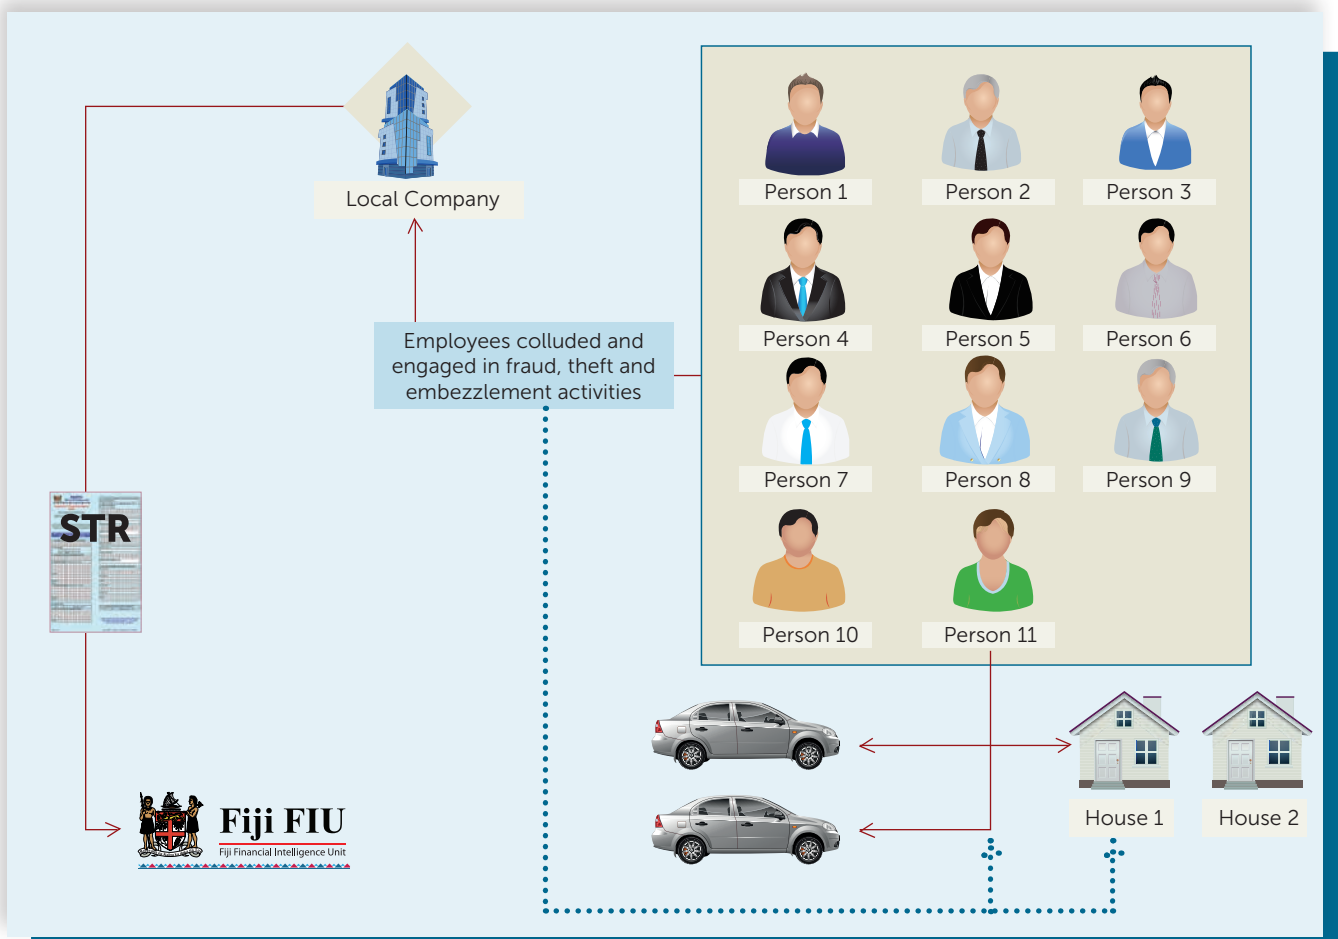 Local Company
Person 1
Person 2
Person 3
Person 4
Person 5
Person 6
Employees colluded and
engaged in fraud, theft and
embezzlement activities
Person 7
Person 8
Person 9
STR
Person 10
Person 11
House 1
House 2
Fiji FIU
Fiji Financial Intelligence Unit